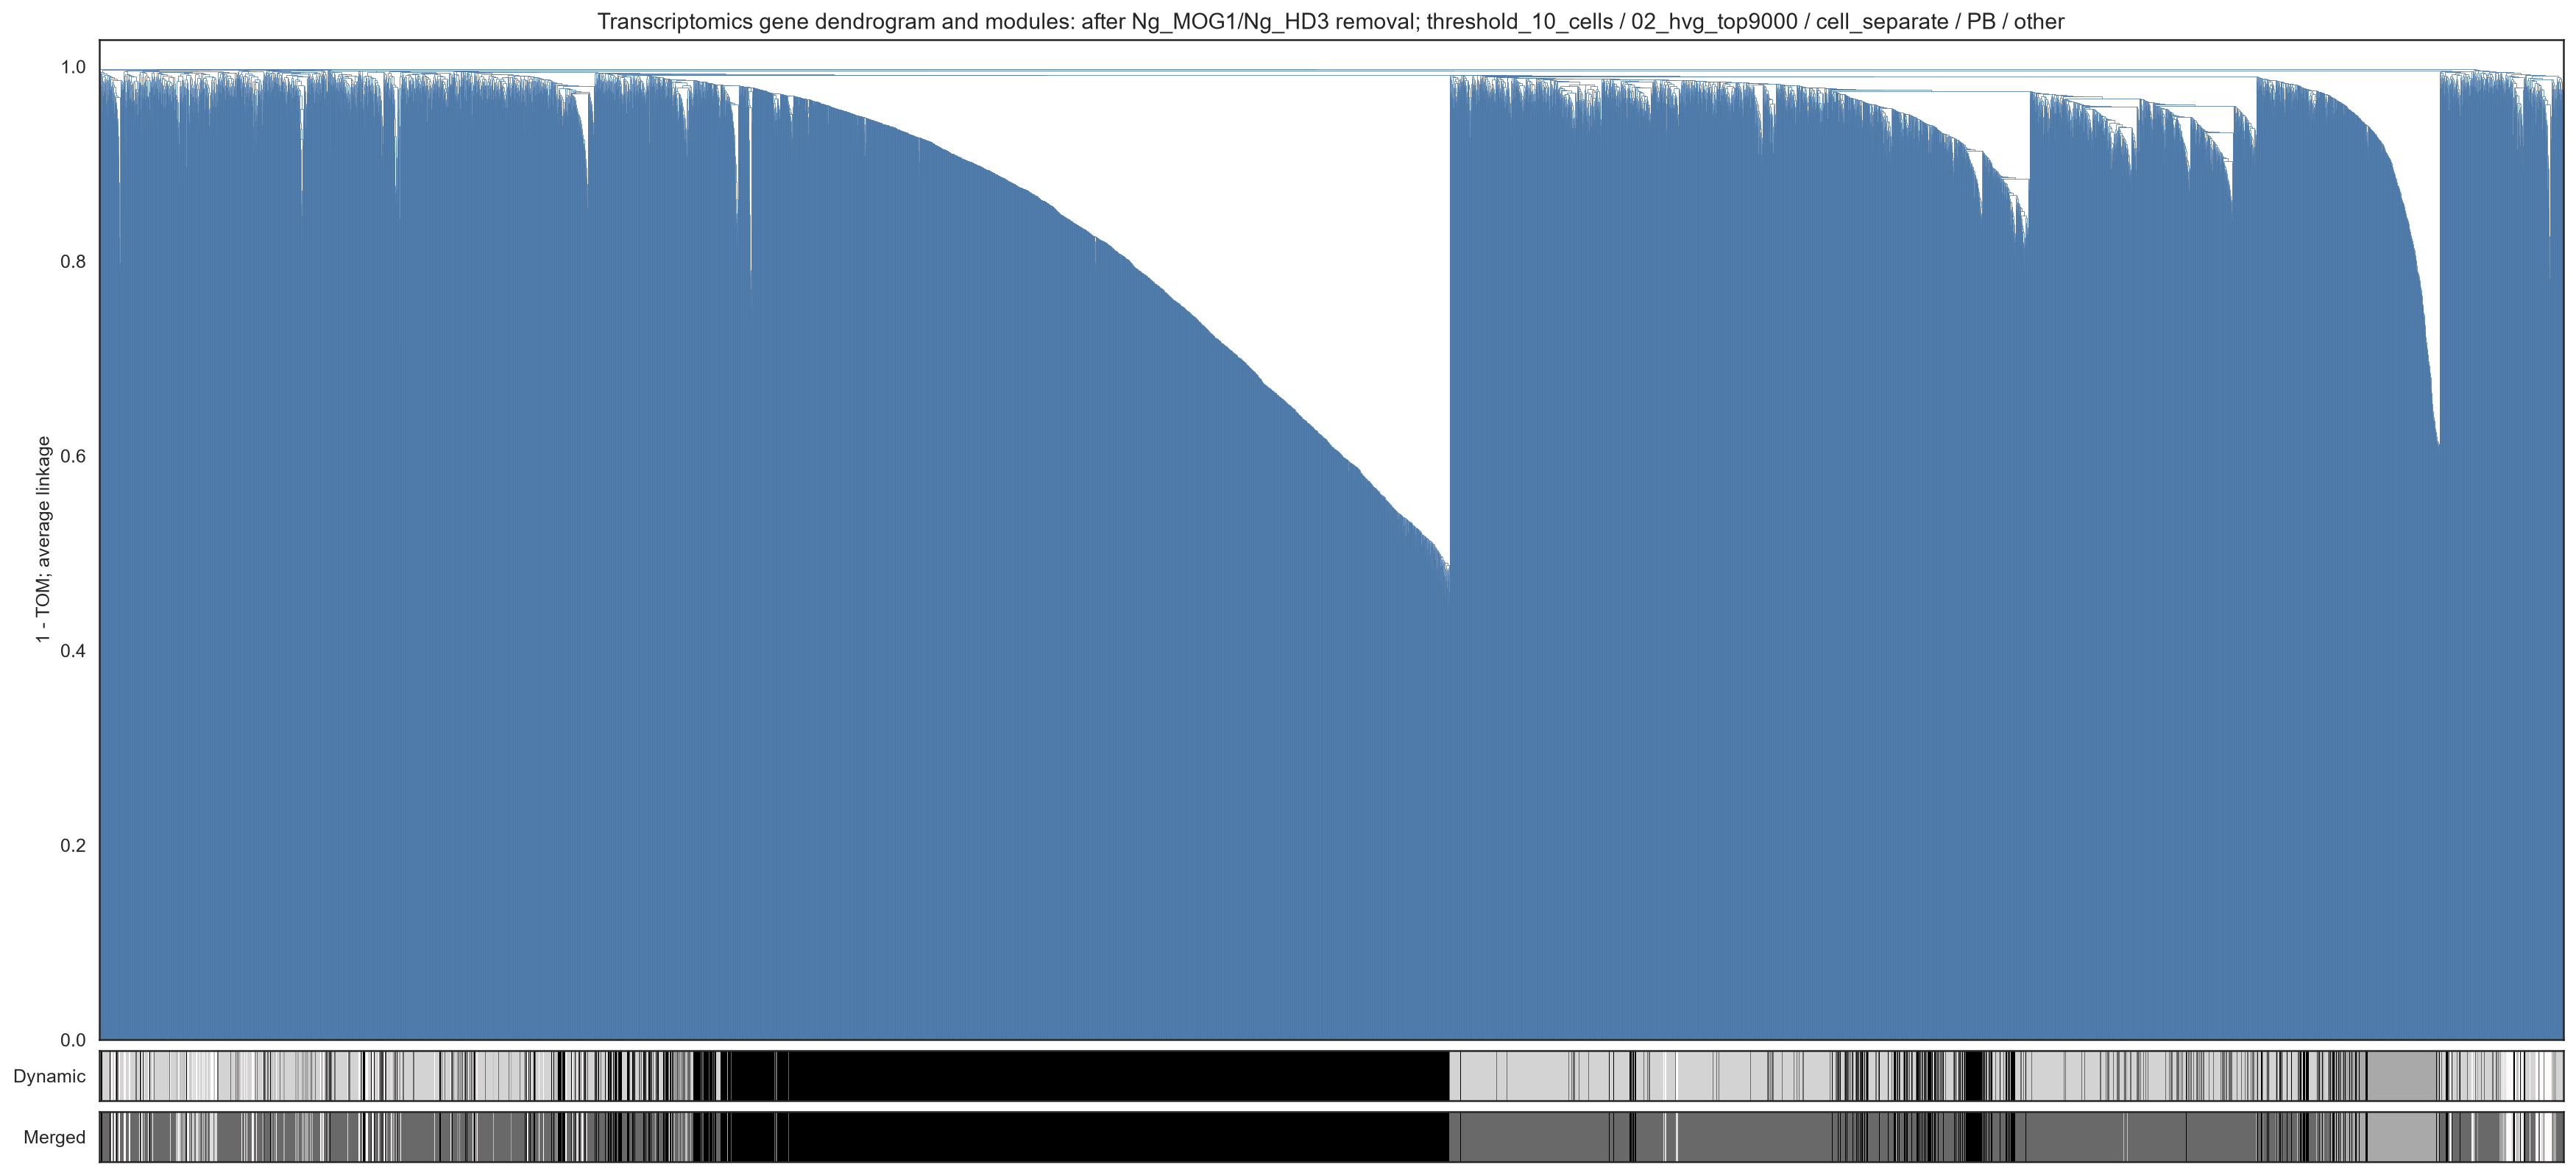 Transcriptomics gene dendrogram and modules: after Ng_MOG1/Ng_HD3 removal; threshold_10_cells / 02_hvg_top9000 / cell_separate / PB / other
1.0
0.8
0.6
0.4
0.2
0.0
1 - TOM; average linkage
Dynamic
Merged